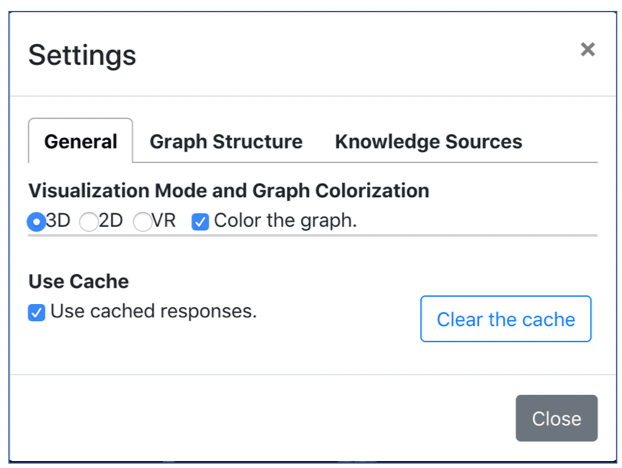 Settings ×
General Graph Structure Knowledge Sources
Visualization Mode and Graph Colorization
3D 2D VR Color the graph.
Use Cache
Use cached responses.
Clear the cache
Close